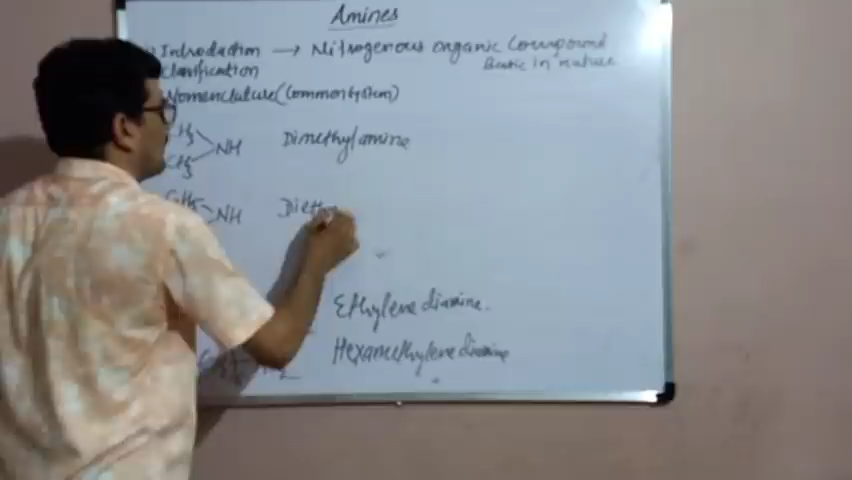 Amines
Introduction → Nitrogenous organic Compound
Clasification Basic in nature
Nomenclature (Common System)
CH3
NH Dimethylamine
CH3
C2H5
NH Dieth
Ethylene diamine.
Hexamethylene diamine